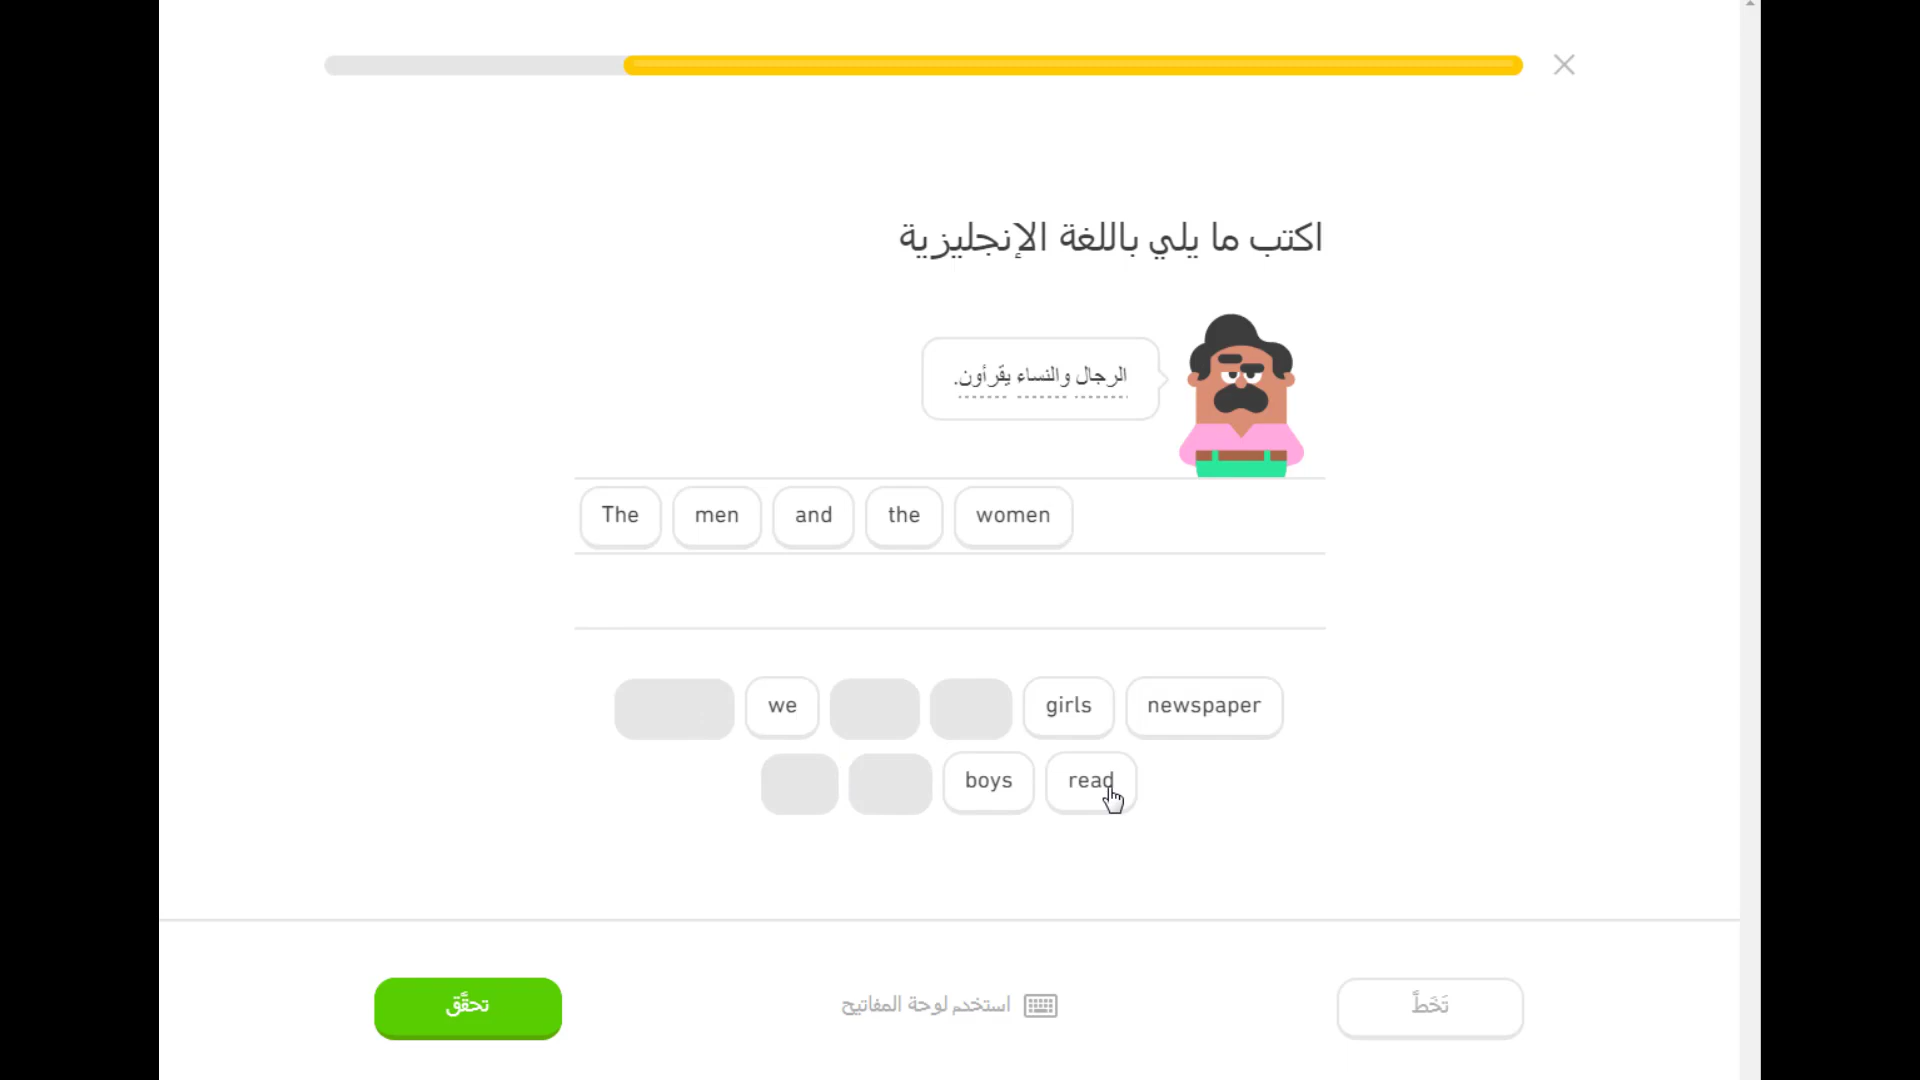 اكتب ما يلي باللغة الإنجليزية
الرجال والنساء يقرأون.
The men and the women
we girls newspaper
boys read
تحقَّق استخدم لوحة المفاتيح تَخَطَّ